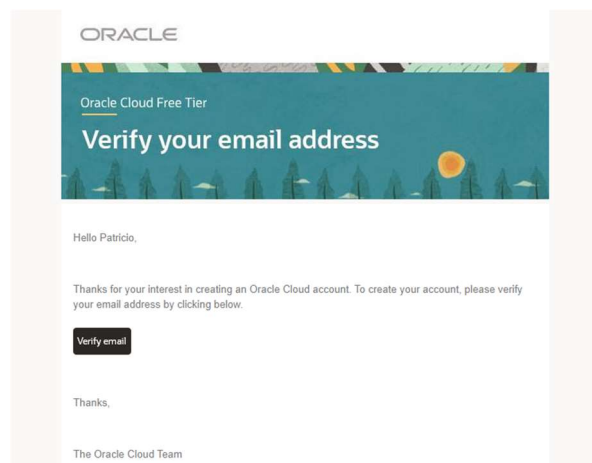 ORACLE
Oracle Cloud Free Tier
Verify your email address
Hello Patricio,
Thanks for your interest in creating an Oracle Cloud account. To create your account, please verify
your email address by clicking below.
Verify email
Thanks,
The Oracle Cloud Team